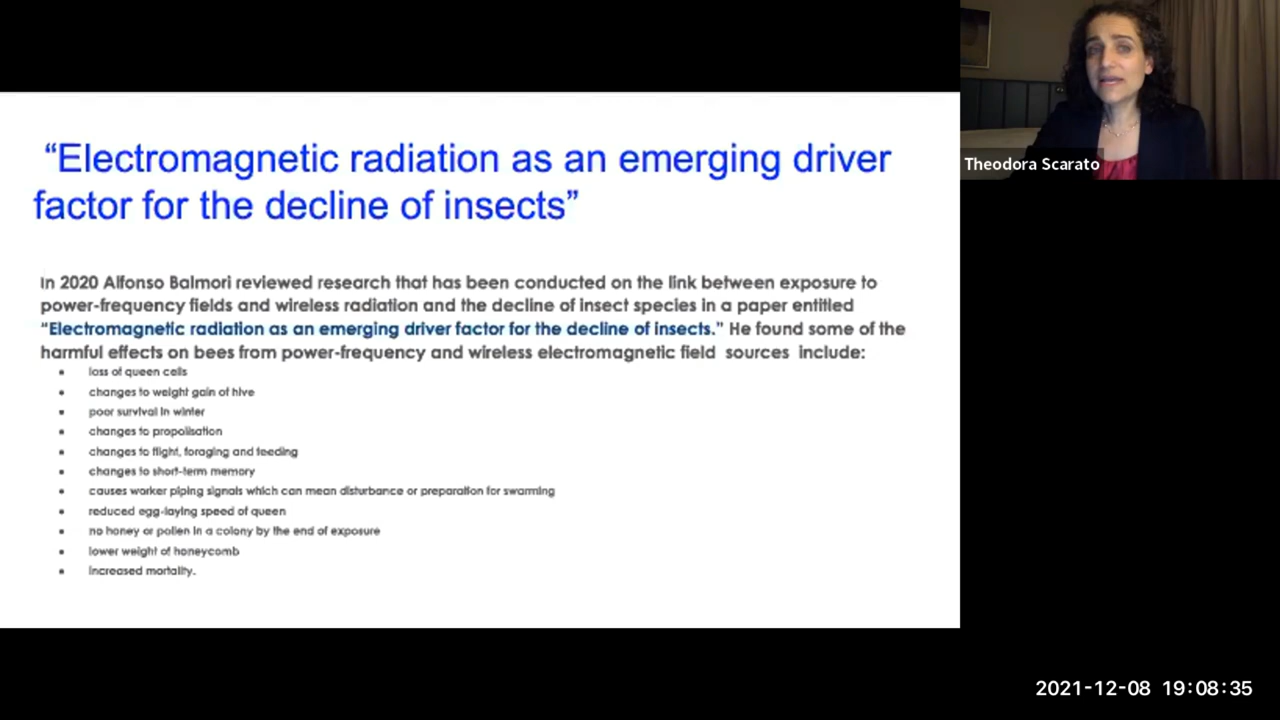 “Electromagnetic radiation as an emerging driver
factor for the decline of insects”
Theodora Scarato
In 2020 Alfonso Balmori reviewed research that has been conducted on the link between exposure to
power-frequency fields and wireless radiation and the decline of insect species in a paper entitled
“Electromagnetic radiation as an emerging driver factor for the decline of insects.” He found some of the
harmful effects on bees from power-frequency and wireless electromagnetic field sources include:
• loss of queen cells
• changes to weight gain of hive
• poor survival in winter
• changes to propolisation
• changes to flight, foraging and feeding
• changes to short-term memory
• causes worker piping signals which can mean disturbance or preparation for swarming
• reduced egg-laying speed of queen
• no honey or pollen in a colony by the end of exposure
• lower weight of honeycomb
• increased mortality.
2021-12-08 19:08:35